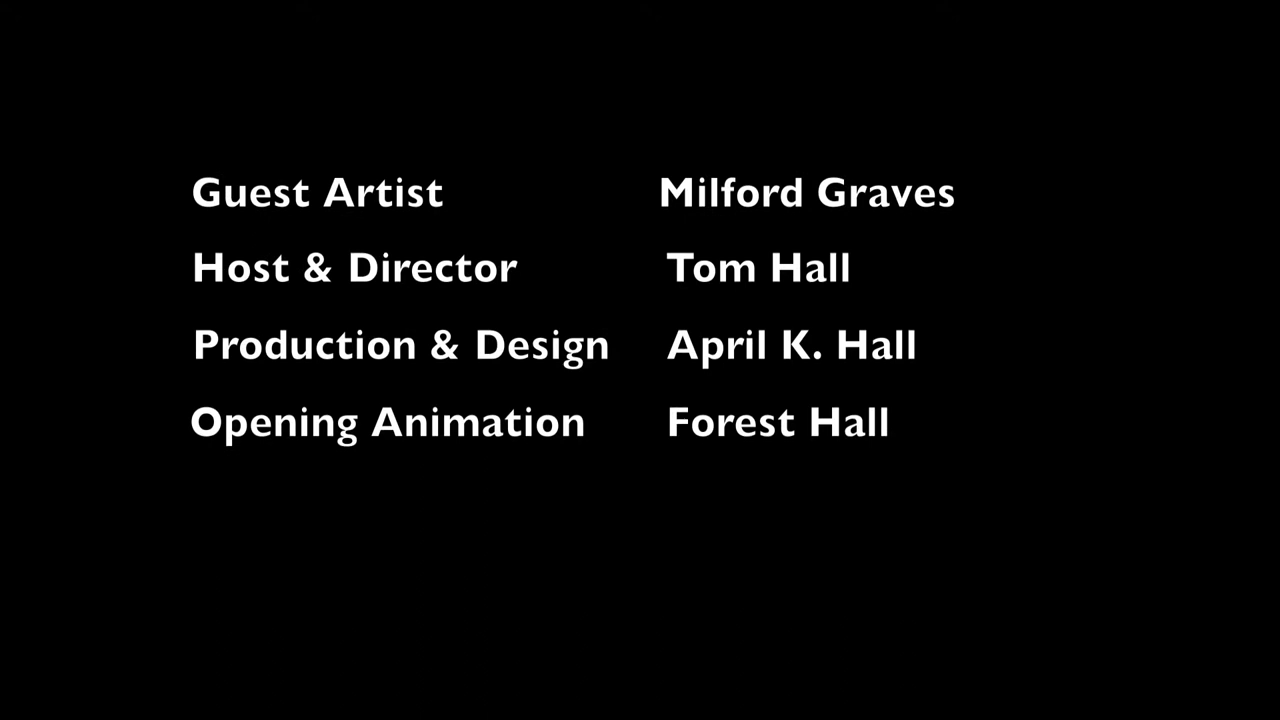 Guest Artist Milford Graves
Host & Director Tom Hall
Production & Design April K. Hall
Opening Animation Forest Hall